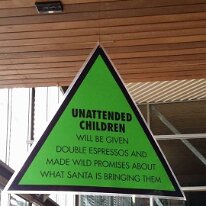 UNATTENDED
CHILDREN
WILL BE GIVEN
DOUBLE ESPRESSOS AND
MADE WILD PROMISES ABOUT
WHAT SANTA IS BRINGING THEM